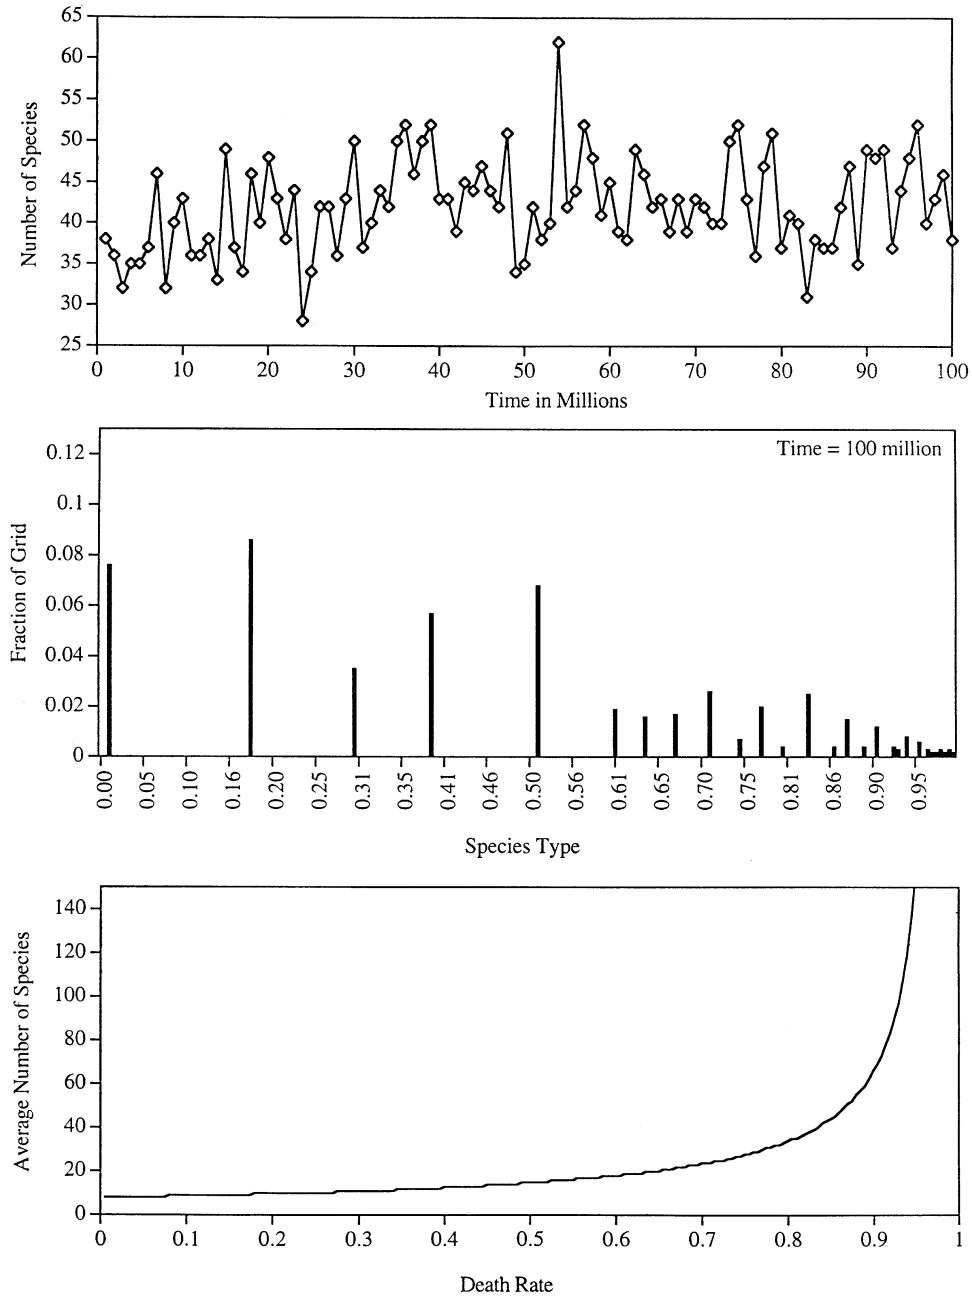 65
60
55
50
45
40
35
30
25
Number of Species
0 10 20 30 40 50 60 70 80 90 100
Time in Millions
Time = 100 million
0.12
0.1
0.08
0.06
0.04
0.02
0
Fraction of Grid
0.00 0.05 0.10 0.16 0.20 0.25 0.31 0.35 0.41 0.46 0.50 0.56 0.61 0.65 0.70 0.75 0.81 0.86 0.90 0.95
Species Type
140
120
100
80
60
40
20
0
Average Number of Species
0 0.1 0.2 0.3 0.4 0.5 0.6 0.7 0.8 0.9 1
Death Rate